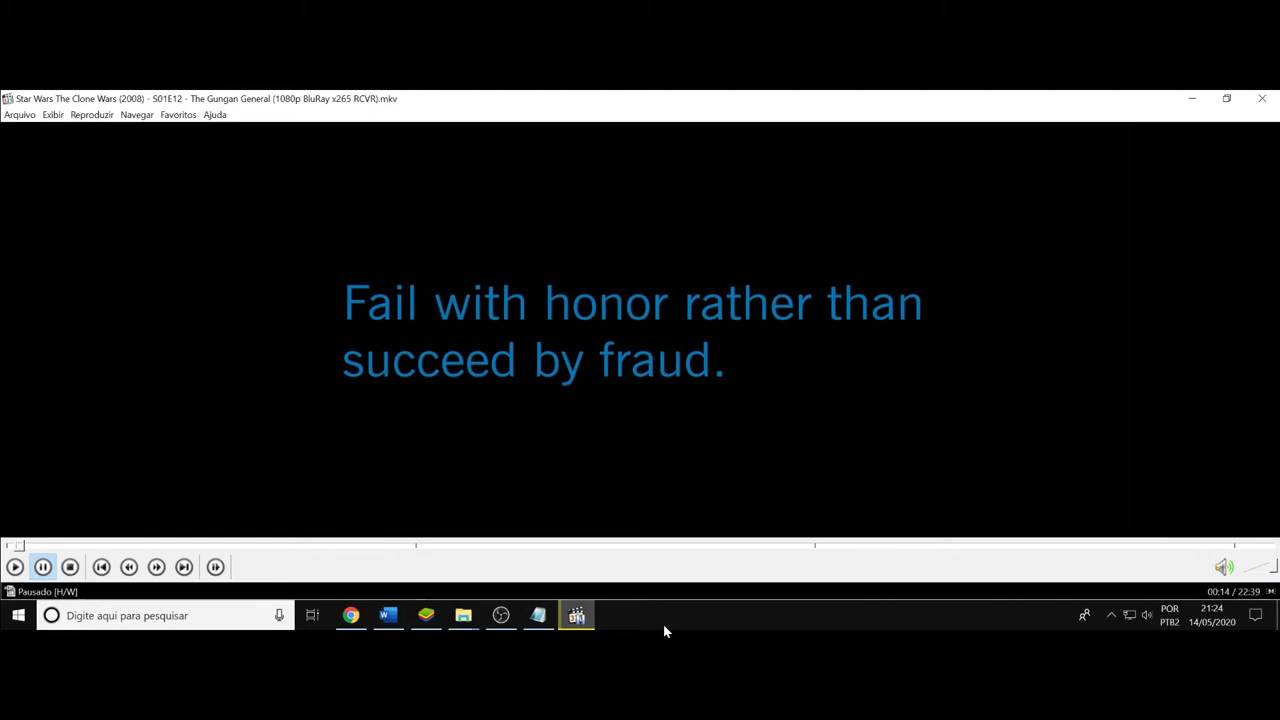 Star Wars The Clone Wars (2008) - S01E12 - The Gungan General (1080p BluRay x265 RCVR).mkv
Arquivo Exibir Reproduzir Navegar Favoritos Ajuda
Fail with honor rather than
succeed by fraud.
Pausado [H/W]
00:14 / 22:39
Digite aqui para pesquisar
POR
PTB2
21:24
14/05/2020